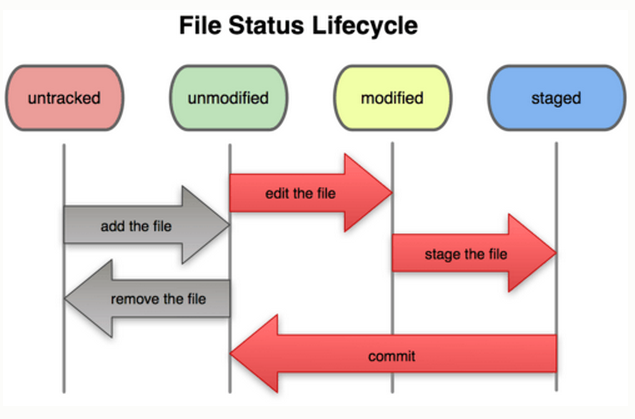 File Status Lifecycle
untracked
unmodified
modified
staged
edit the file
add the file
stage the file
remove the file
commit